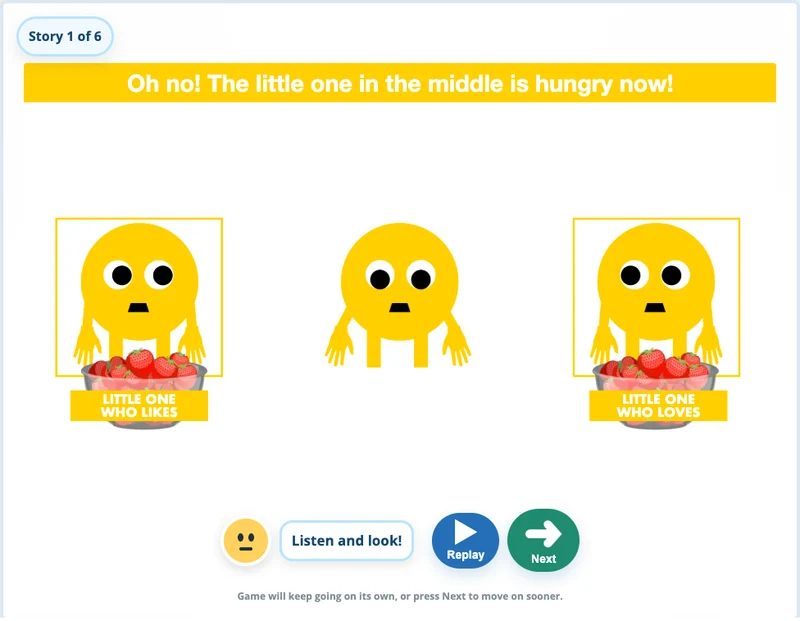 Story 1 of 6
Oh no! The little one in the middle is hungry now!
LITTLE ONE
WHO LIKES
LITTLE ONE
WHO LOVES
Listen and look!
Replay
Next
Game will keep going on its own, or press Next to move on sooner.